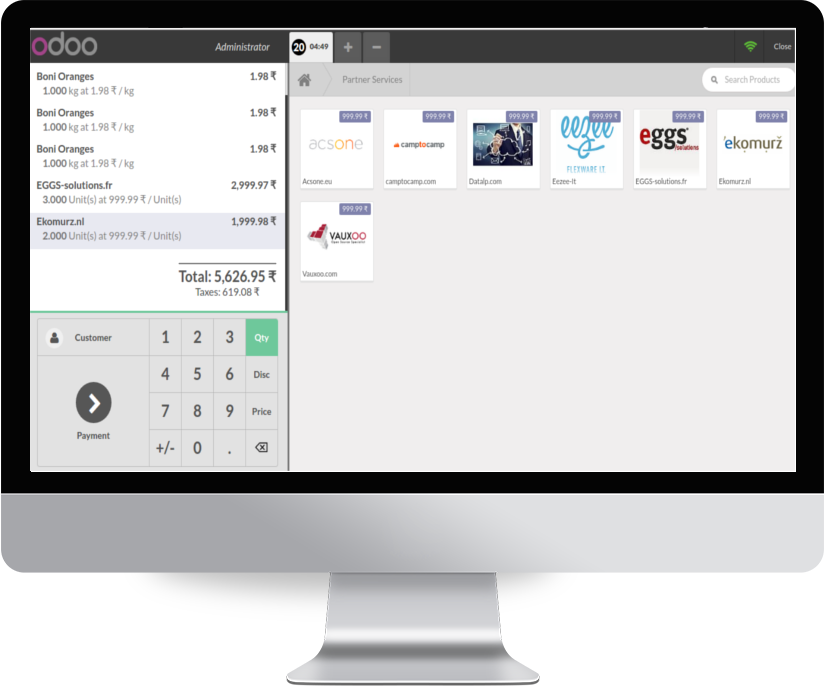 odoo
Administrator
20 04:49
+
−
Close
Boni Oranges 1.98 ₹
1.000 kg at 1.98 ₹ / kg
Boni Oranges 1.98 ₹
1.000 kg at 1.98 ₹ / kg
Boni Oranges 1.98 ₹
1.000 kg at 1.98 ₹ / kg
EGGS-solutions.fr 2,999.97 ₹
3.000 Unit(s) at 999.99 ₹ / Unit(s)
Ekomurz.nl 1,999.98 ₹
2.000 Unit(s) at 999.99 ₹ / Unit(s)
Total: 5,626.95 ₹
Taxes: 619.08 ₹
Customer
1 2 3 Qty
4 5 6 Disc
7 8 9 Price
+/- 0 .
Payment
Partner Services
Search Products
999.99 ₹ 999.99 ₹ 999.99 ₹ 999.99 ₹ 999.99 ₹ 999.99 ₹
acsone
camptocamp
eezee
FLEXWARE IT
eggs
/solutions
ekomurz
Acsone.eu camptocamp.com Datalp.com Eezee-It EGGS-solutions.fr Ekomurz.nl
999.99 ₹
VAUXOO
Open Source Specialist
Vauxoo.com